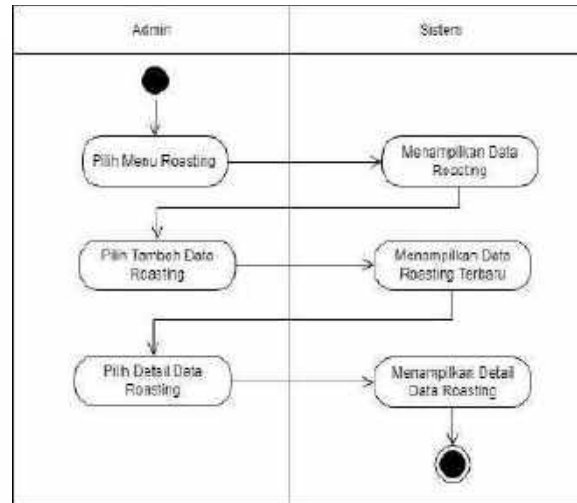 Admin
Sistem
Pilih Menu Roasting
Menampilkan Data
Roasting
Pilih Tambah Data
Roasting
Menampilkan Data
Roasting Terbaru
Pilih Detail Data
Roasting
Menampilkan Detail
Data Roasting